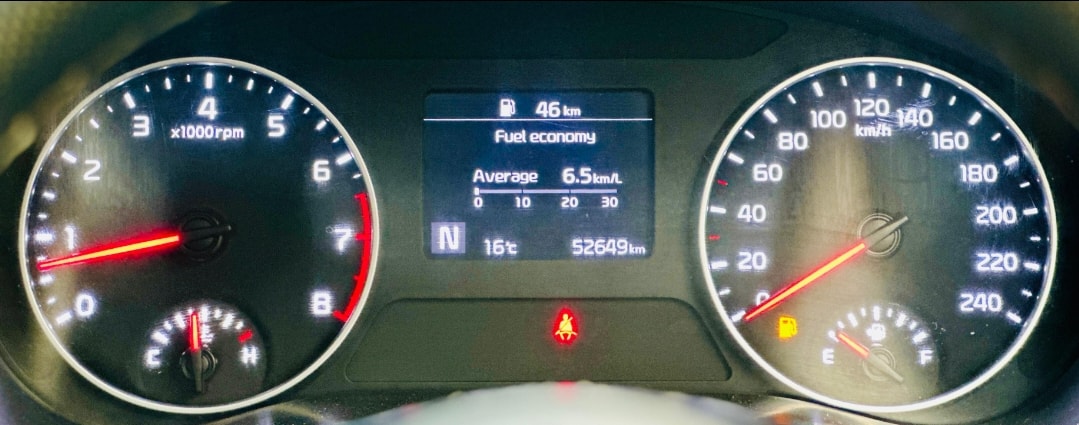 0
1
2
3
4
5
6
7
8
x1000 rpm
C H
46 km
Fuel economy
Average 6.5 km/L
0 10 20 30
N 16℃ 52649 km
0
20
40
60
80
100
120
140
160
180
200
220
240
km/h
E F